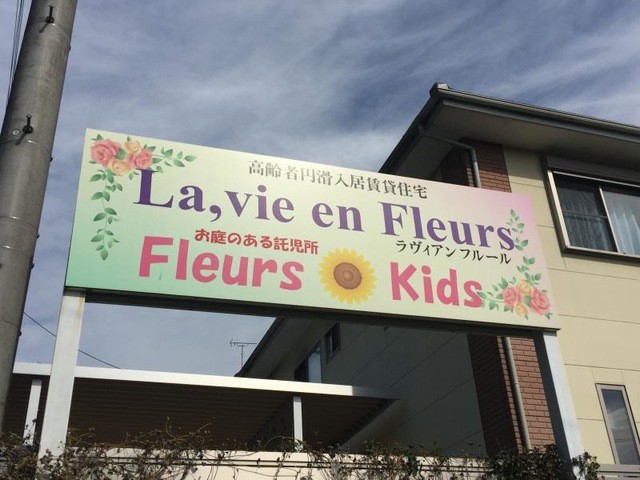 高齢者円滑入居賃貸住宅
La,vie en Fleurs
ラヴィアンフルール
お庭のある託児所
Fleurs Kids